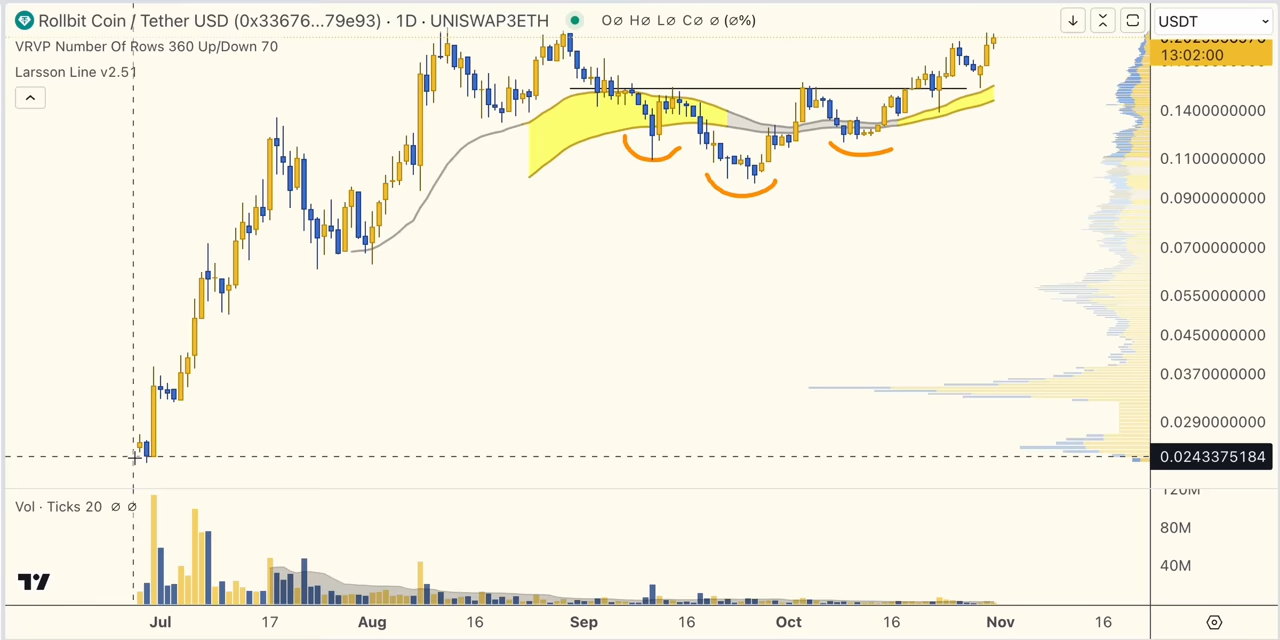 Rollbit Coin / Tether USD (0x33676...79e93) · 1D · UNISWAP3ETH O∅ H∅ L∅ C∅ ∅ (∅%)
USDT
VRVP Number Of Rows 360 Up/Down 70
13:02:00
Larsson Line v2.51
0.1400000000
0.1100000000
0.0900000000
0.0700000000
0.0550000000
0.0450000000
0.0370000000
0.0290000000
0.0243375184
120M
Vol · Ticks 20 ∅ ∅
80M
40M
Jul 17 Aug 16 Sep 16 Oct 16 Nov 16